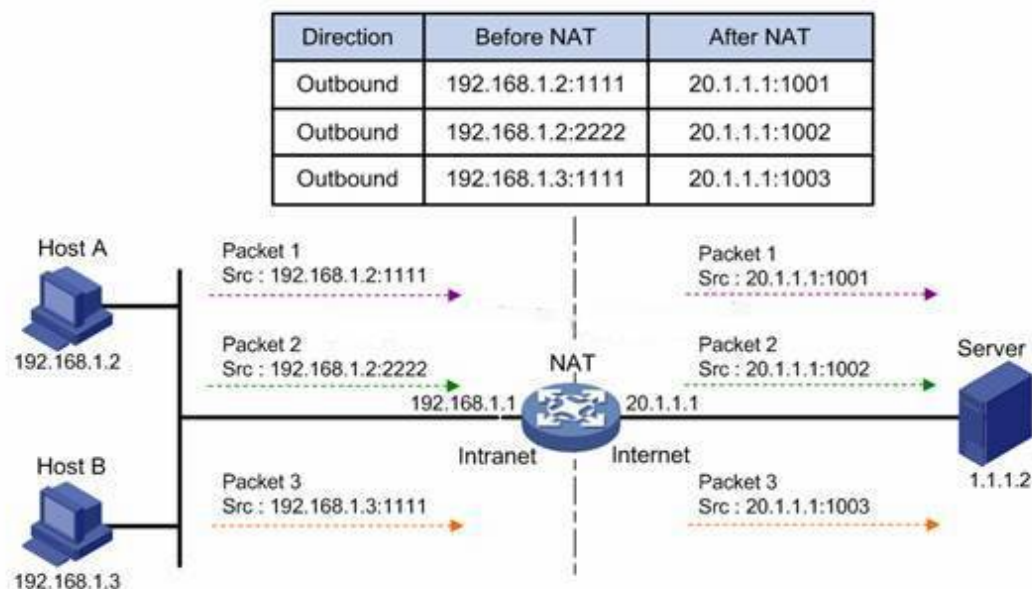 Direction Before NAT After NAT
Outbound 192.168.1.2:1111 20.1.1.1:1001
Outbound 192.168.1.2:2222 20.1.1.1:1002
Outbound 192.168.1.3:1111 20.1.1.1:1003
Host A
192.168.1.2
Packet 1
Src : 192.168.1.2:1111
Packet 1
Src : 20.1.1.1:1001
Packet 2
Src : 192.168.1.2:2222
NAT
Packet 2
Src : 20.1.1.1:1002
Server
192.168.1.1
20.1.1.1
Intranet
Internet
1.1.1.2
Host B
192.168.1.3
Packet 3
Src : 192.168.1.3:1111
Packet 3
Src : 20.1.1.1:1003